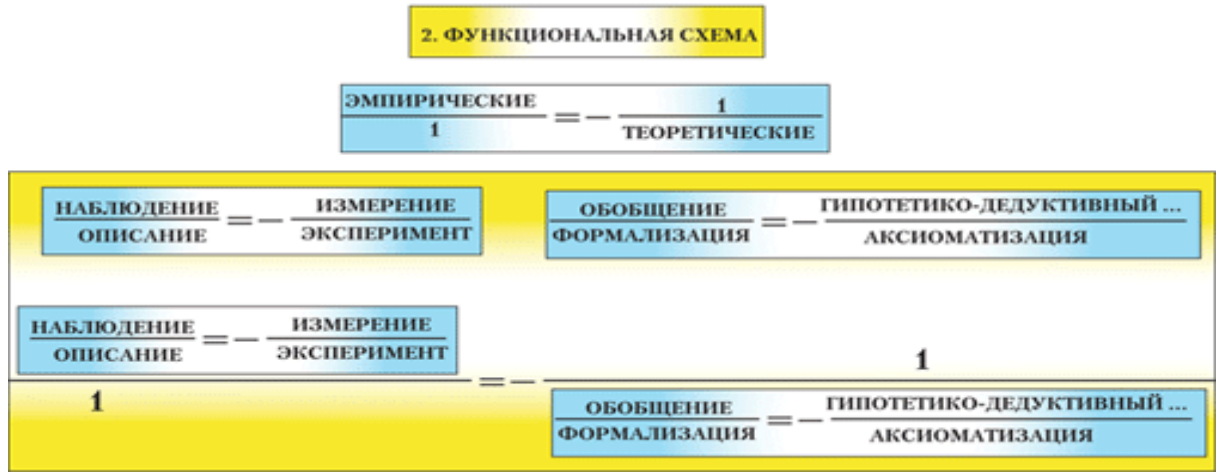 2. ФУНКЦИОНАЛЬНАЯ СХЕМА
ЭМПИРИЧЕСКИЕ / 1 = − 1 / ТЕОРЕТИЧЕСКИЕ
НАБЛЮДЕНИЕ / ОПИСАНИЕ = − ИЗМЕРЕНИЕ / ЭКСПЕРИМЕНТ
ОБОБЩЕНИЕ / ФОРМАЛИЗАЦИЯ = − ГИПОТЕТИКО-ДЕДУКТИВНЫЙ ... / АКСИОМАТИЗАЦИЯ
НАБЛЮДЕНИЕ / ОПИСАНИЕ = − ИЗМЕРЕНИЕ / ЭКСПЕРИМЕНТ
1
= −
1
ОБОБЩЕНИЕ / ФОРМАЛИЗАЦИЯ = − ГИПОТЕТИКО-ДЕДУКТИВНЫЙ ... / АКСИОМАТИЗАЦИЯ